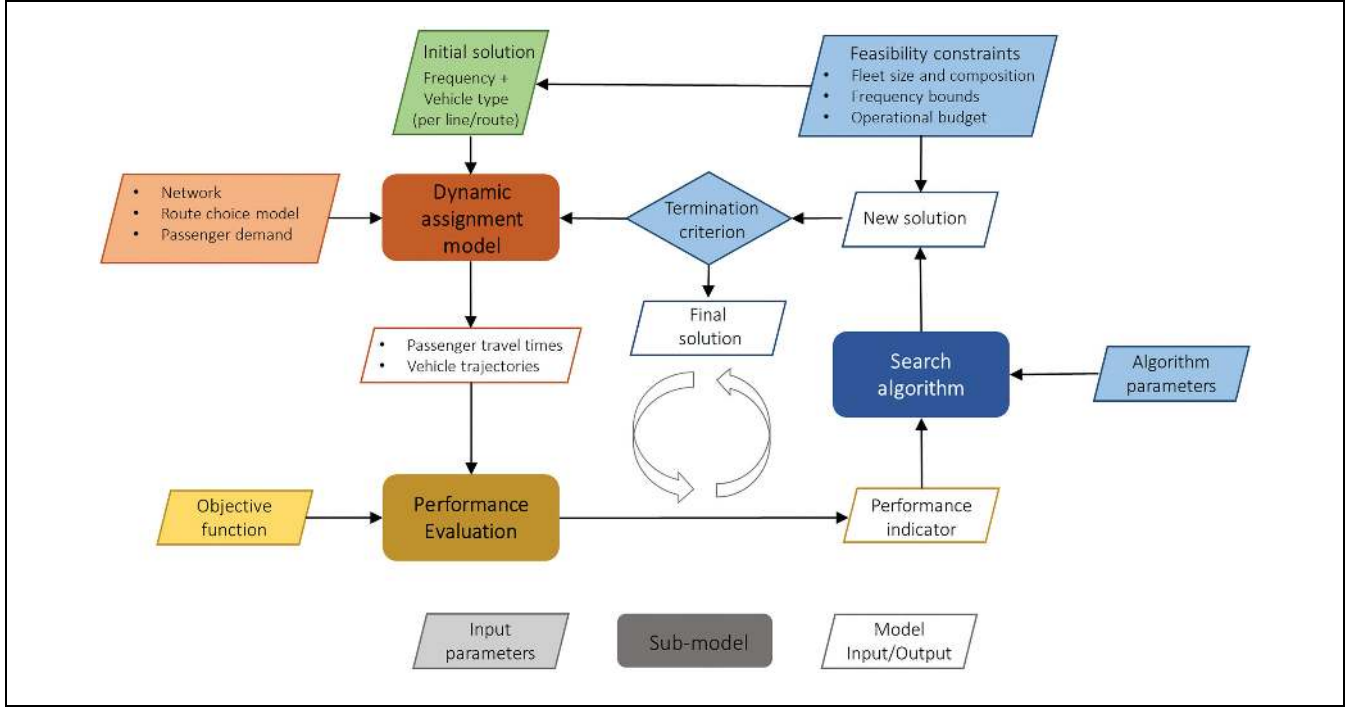 Initial solution
Frequency +
Vehicle type
(per line/route)
Feasibility constraints
• Fleet size and composition
• Frequency bounds
• Operational budget
• Network
• Route choice model
• Passenger demand
Dynamic
assignment
model
Termination
criterion
New solution
Final
solution
• Passenger travel times
• Vehicle trajectories
Search
algorithm
Algorithm
parameters
Objective
function
Performance
Evaluation
Performance
indicator
Input
parameters
Sub-model
Model
Input/Output